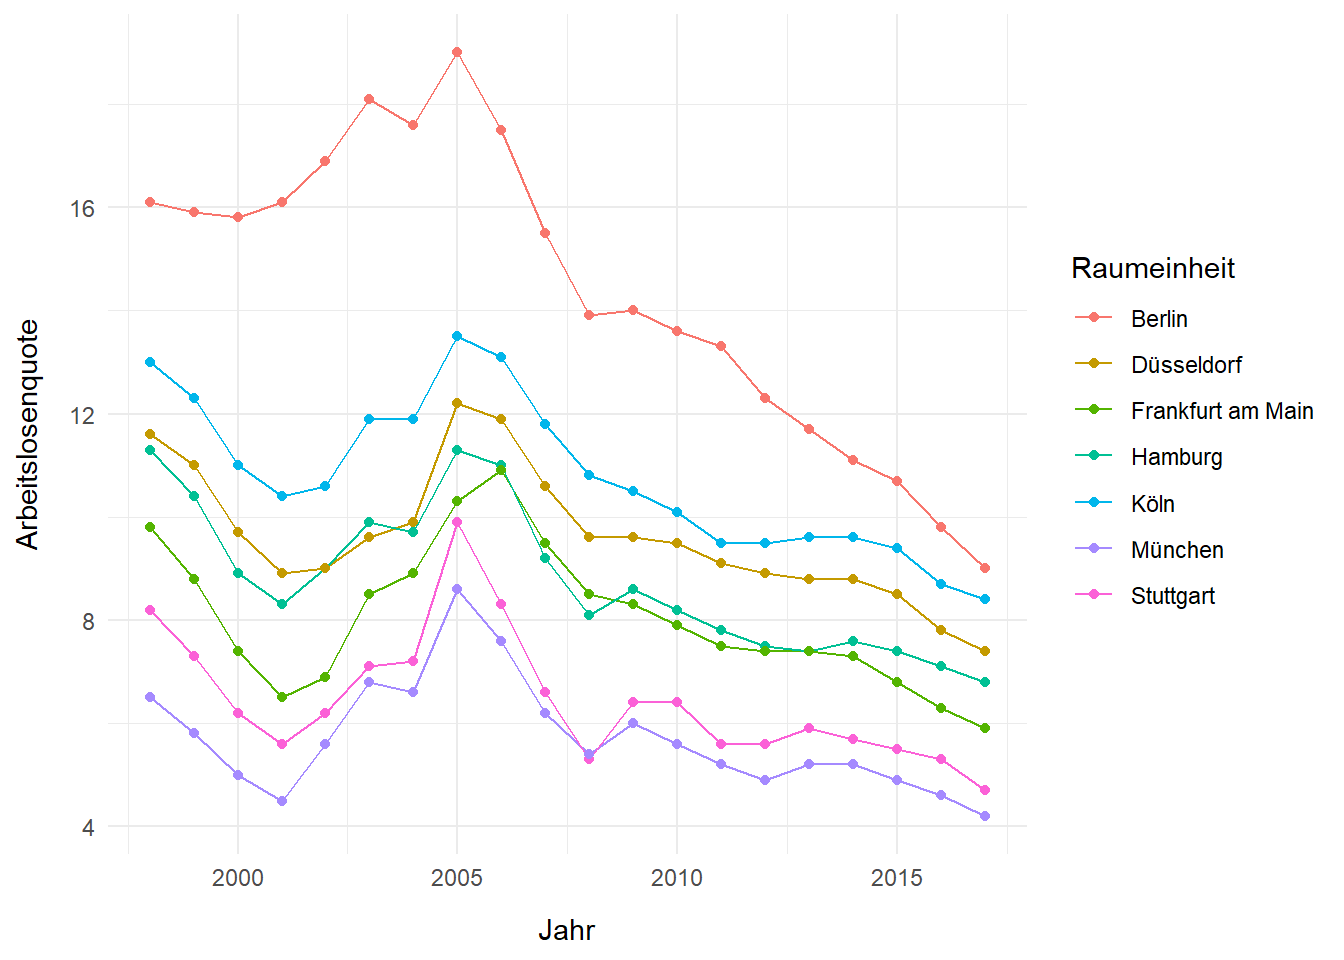 16
12
8
4
Arbeitslosenquote
2000
2005
2010
2015
Jahr
Raumeinheit
Berlin
Düsseldorf
Frankfurt am Main
Hamburg
Köln
München
Stuttgart